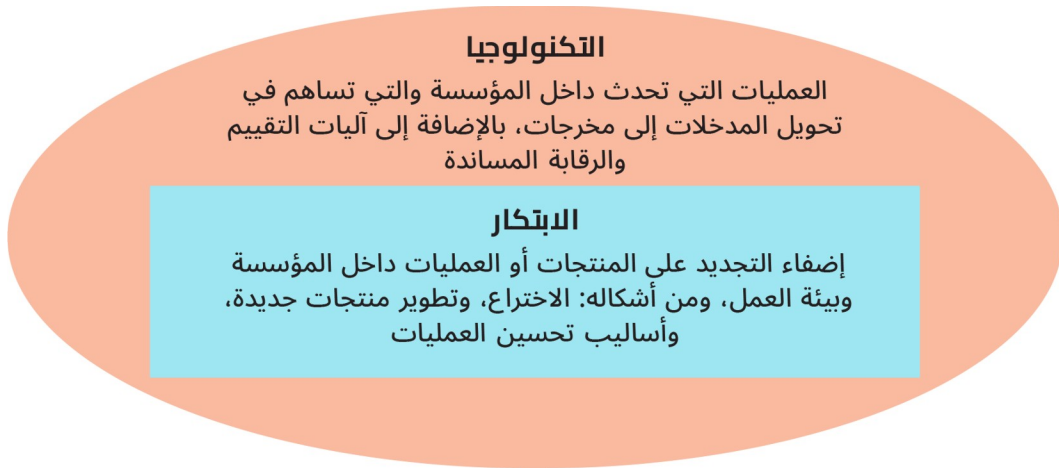 التكنولوجيا
العمليات التي تحدث داخل المؤسسة والتي تساهم في
تحويل المدخلات إلى مخرجات، بالإضافة إلى آليات التقييم
والرقابة المساندة
الابتكار
إضفاء التجديد على المنتجات أو العمليات داخل المؤسسة
وبيئة العمل، ومن أشكاله: الاختراع، وتطوير منتجات جديدة،
وأساليب تحسين العمليات